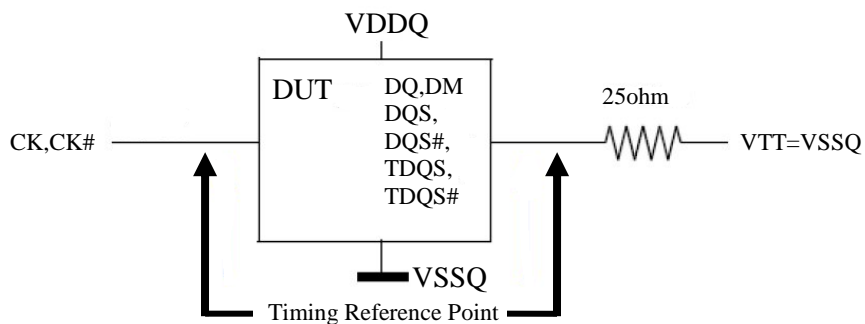 VDDQ
DUT
DQ,DM
DQS,
DQS#,
TDQS,
TDQS#
25ohm
CK,CK#
VTT=VSSQ
VSSQ
Timing Reference Point